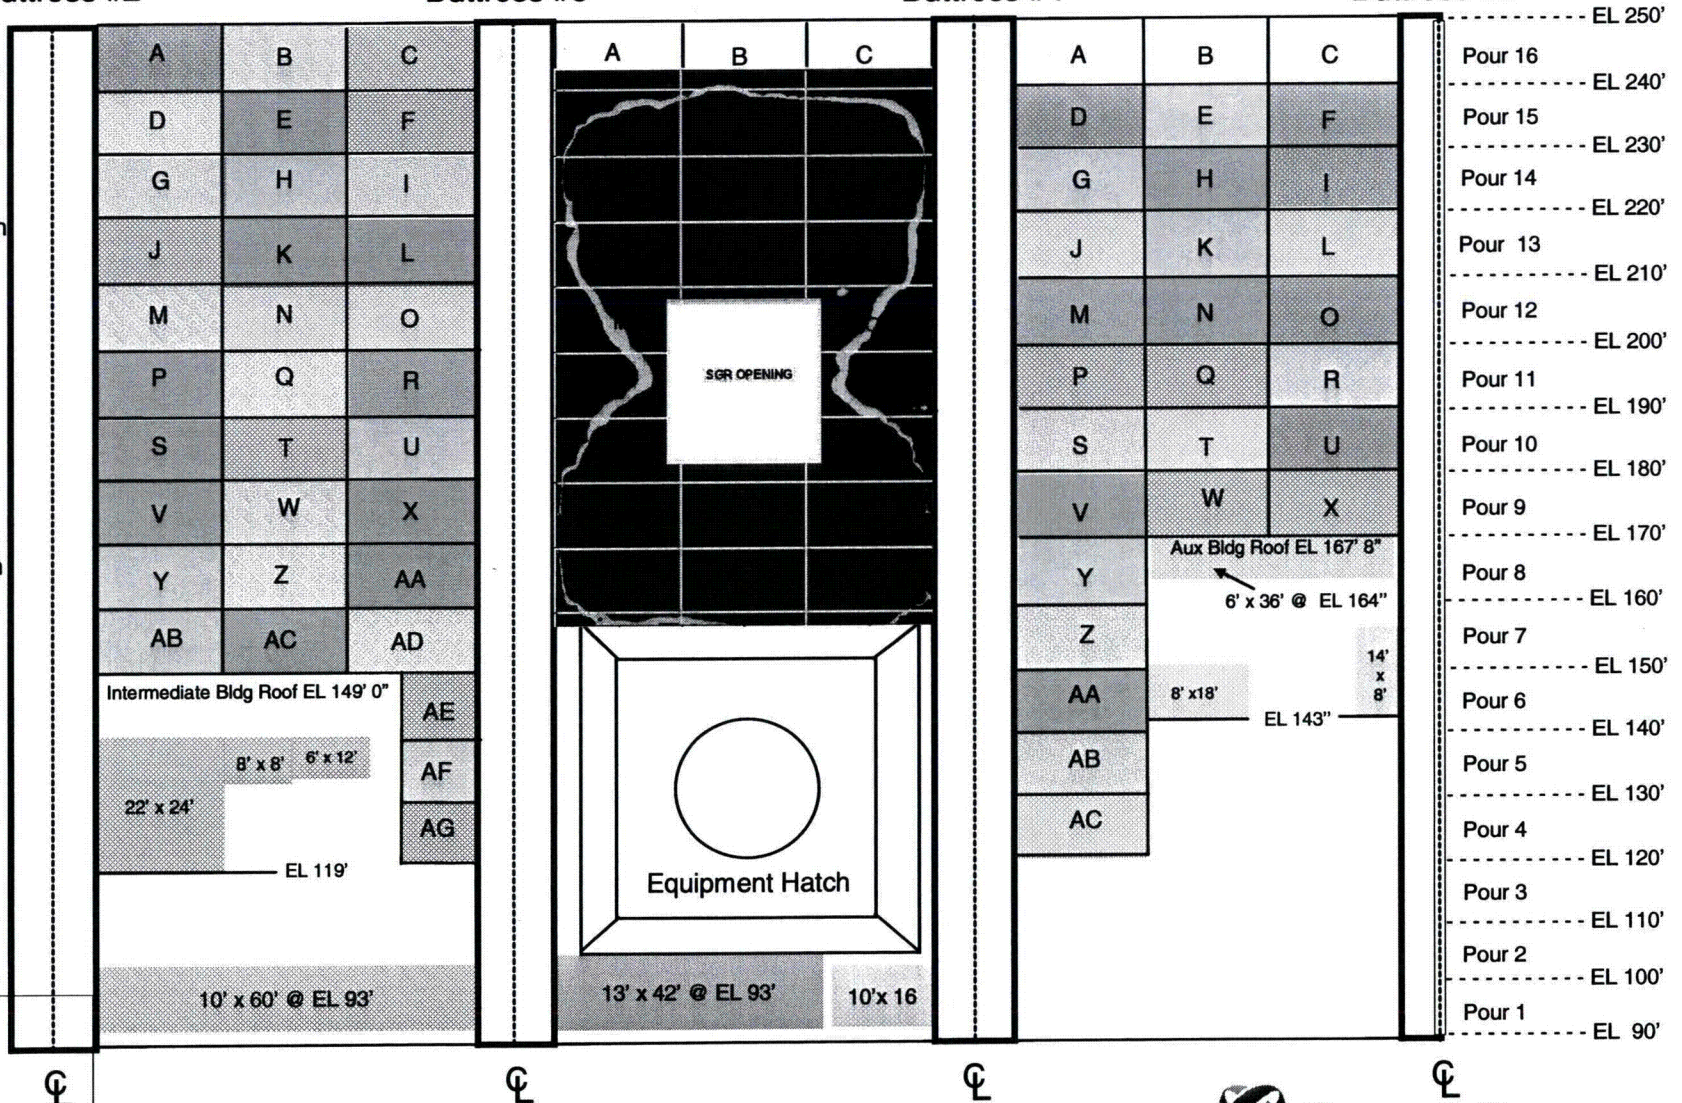 EL 250'
A B C A B C A B C Pour 16
EL 240'
D E F D E F Pour 15
EL 230'
G H I G H I Pour 14
EL 220'
J K L J K L Pour 13
EL 210'
M N O M N O Pour 12
EL 200'
P Q R SGR OPENING P Q R Pour 11
EL 190'
S T U S T U Pour 10
EL 180'
V W X V W X Pour 9
EL 170'
Aux Bldg Roof EL 167' 8"
Y Z AA Y Pour 8
6' x 36' @ EL 164"
EL 160'
AB AC AD Z Pour 7
14'
x
8'
EL 150'
Intermediate Bldg Roof EL 149' 0"
AE AA 8' x18' Pour 6
EL 143"
EL 140'
8' x 8' 6' x 12'
AF AB Pour 5
EL 130'
22' x 24'
AG AC Pour 4
EL 120'
EL 119'
Equipment Hatch
Pour 3
EL 110'
Pour 2
EL 100'
10' x 60' @ EL 93' 13' x 42' @ EL 93' 10'x 16
Pour 1
EL 90'
℄ ℄ ℄ ℄